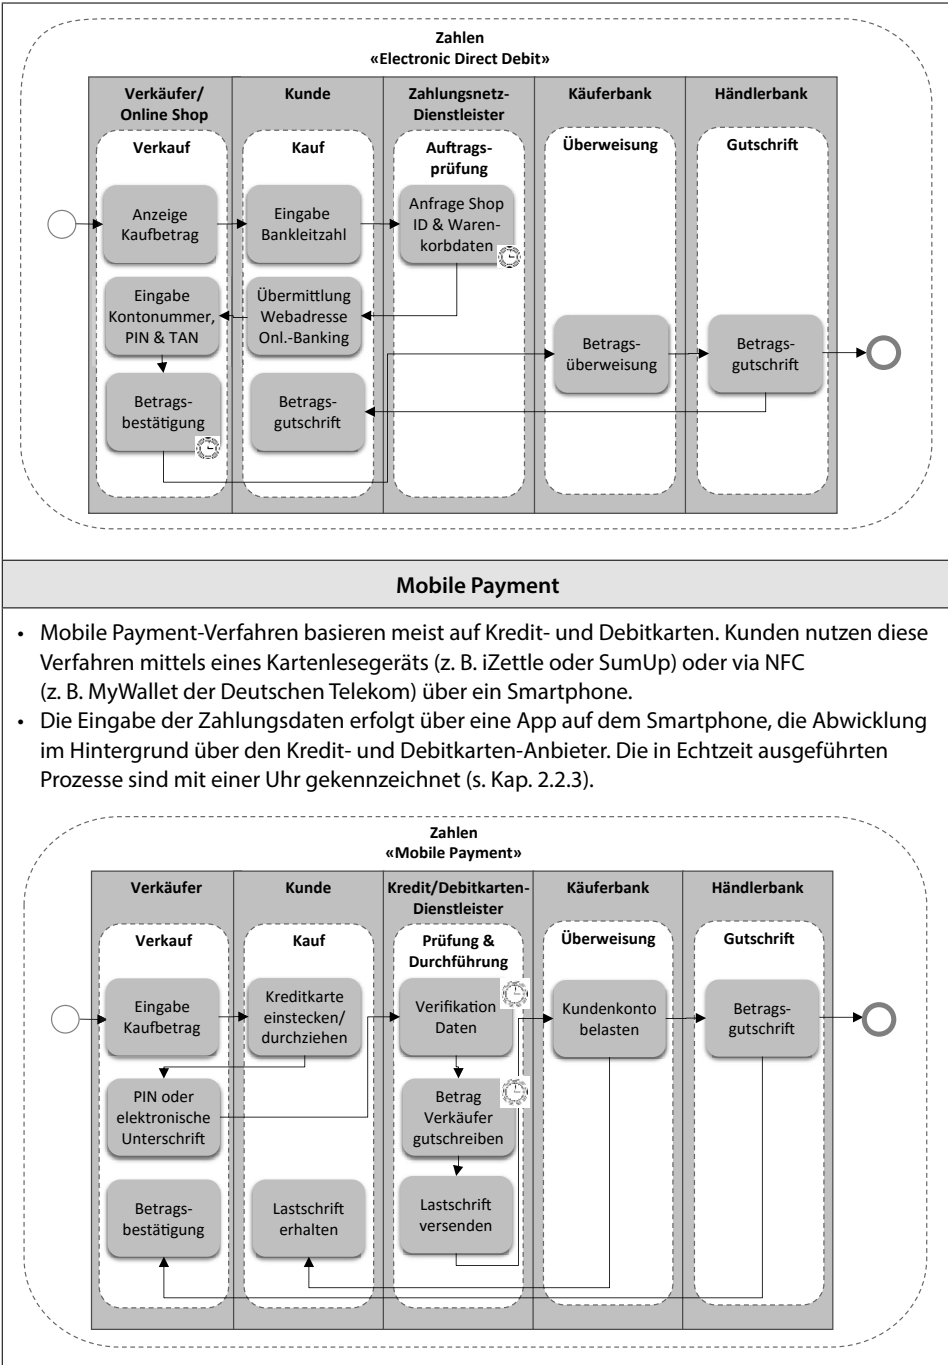 Zahlen
«Electronic Direct Debit»
Verkäufer/
Online Shop
Kunde
Zahlungsnetz-
Dienstleister
Käuferbank
Händlerbank
Verkauf
Kauf
Auftrags-
prüfung
Überweisung
Gutschrift
Anzeige
Kaufbetrag
Eingabe
Bankleitzahl
Anfrage Shop
ID & Waren-
korbdaten
Eingabe
Kontonummer,
PIN & TAN
Übermittlung
Webadresse
Onl.-Banking
Betrags-
überweisung
Betrags-
gutschrift
Betrags-
bestätigung
Betrags-
gutschrift
Mobile Payment
• Mobile Payment-Verfahren basieren meist auf Kredit- und Debitkarten. Kunden nutzen diese
Verfahren mittels eines Kartenlesegeräts (z. B. iZettle oder SumUp) oder via NFC
(z. B. MyWallet der Deutschen Telekom) über ein Smartphone.
• Die Eingabe der Zahlungsdaten erfolgt über eine App auf dem Smartphone, die Abwicklung
im Hintergrund über den Kredit- und Debitkarten-Anbieter. Die in Echtzeit ausgeführten
Prozesse sind mit einer Uhr gekennzeichnet (s. Kap. 2.2.3).
Zahlen
«Mobile Payment»
Verkäufer
Kunde
Kredit/Debitkarten-
Dienstleister
Käuferbank
Händlerbank
Verkauf
Kauf
Prüfung &
Durchführung
Überweisung
Gutschrift
Eingabe
Kaufbetrag
Kreditkarte
einstecken/
durchziehen
Verifikation
Daten
Kundenkonto
belasten
Betrags-
gutschrift
PIN oder
elektronische
Unterschrift
Betrag
Verkäufer
gutschreiben
Betrags-
bestätigung
Lastschrift
erhalten
Lastschrift
versenden